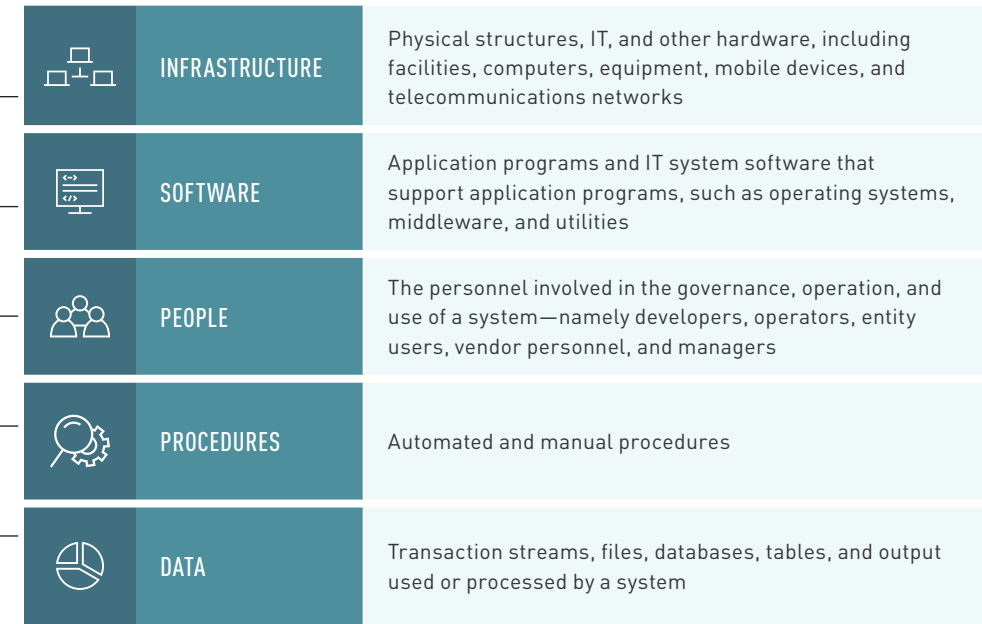 INFRASTRUCTURE
Physical structures, IT, and other hardware, including
facilities, computers, equipment, mobile devices, and
telecommunications networks
SOFTWARE
Application programs and IT system software that
support application programs, such as operating systems,
middleware, and utilities
PEOPLE
The personnel involved in the governance, operation, and
use of a system—namely developers, operators, entity
users, vendor personnel, and managers
PROCEDURES
Automated and manual procedures
DATA
Transaction streams, files, databases, tables, and output
used or processed by a system